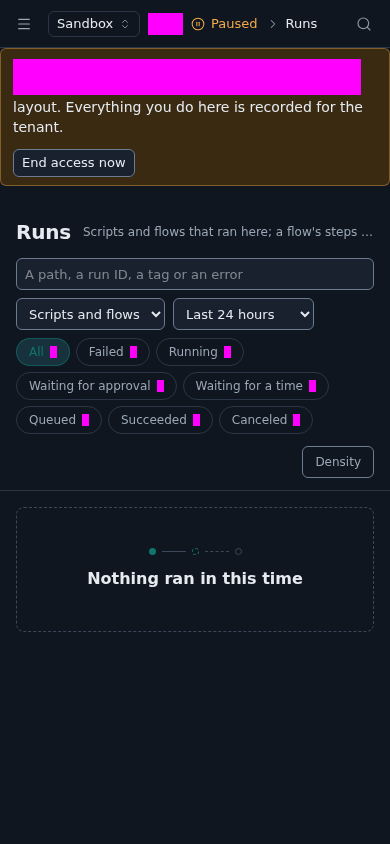 Sandbox
Paused
Runs
layout. Everything you do here is recorded for the
tenant.
End access now
Runs
Scripts and flows that ran here; a flow's steps …
A path, a run ID, a tag or an error
Scripts and flows
Last 24 hours
All
Failed
Running
Waiting for approval
Waiting for a time
Queued
Succeeded
Canceled
Density
Nothing ran in this time